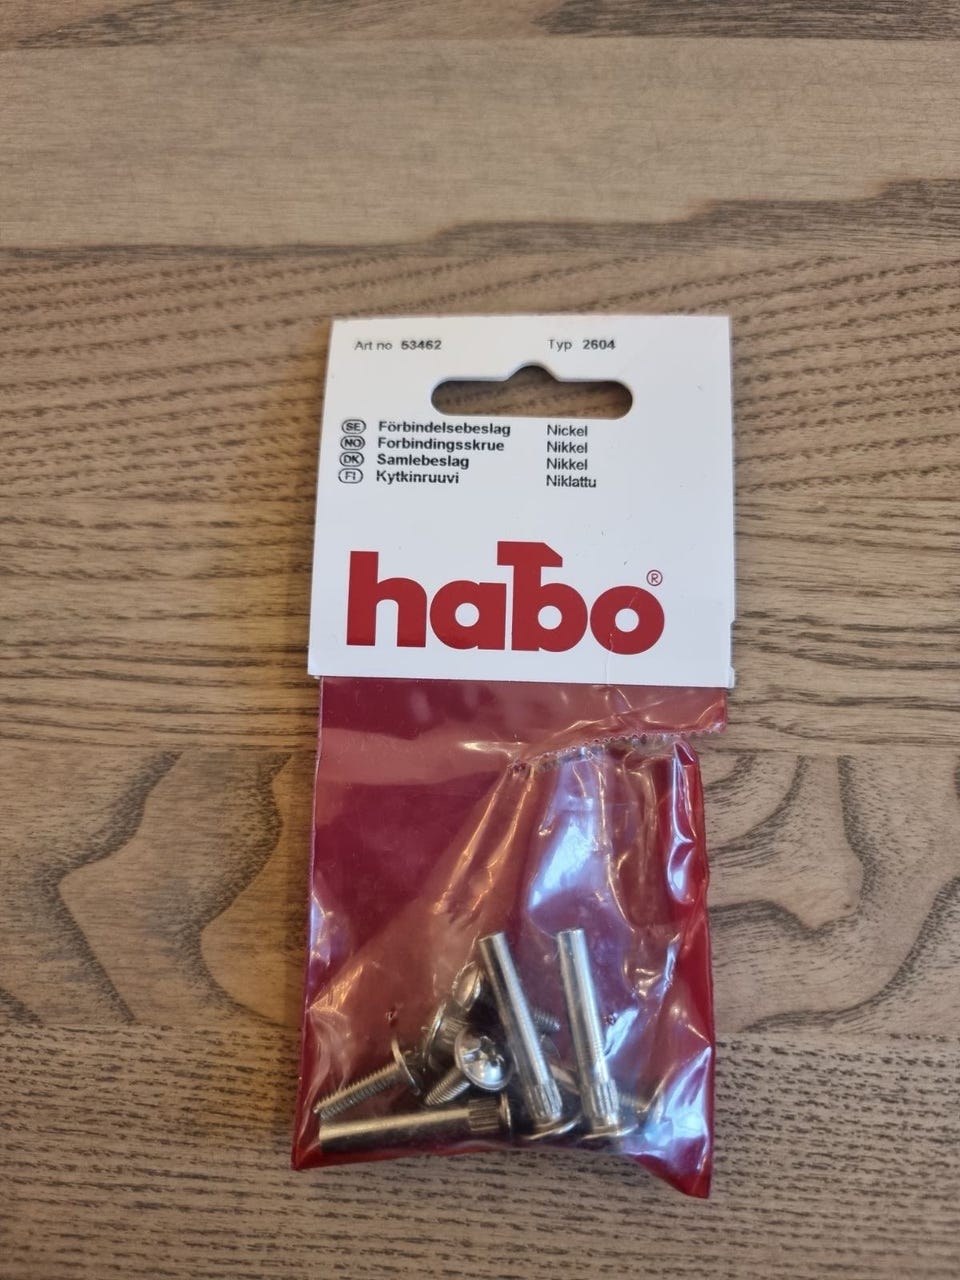 Art no 53462 Typ 2604
SE Förbindelsebeslag Nickel
NO Forbindingsskrue Nikkel
DK Samlebeslag Nikkel
FI Kytkinruuvi Niklattu
habo®